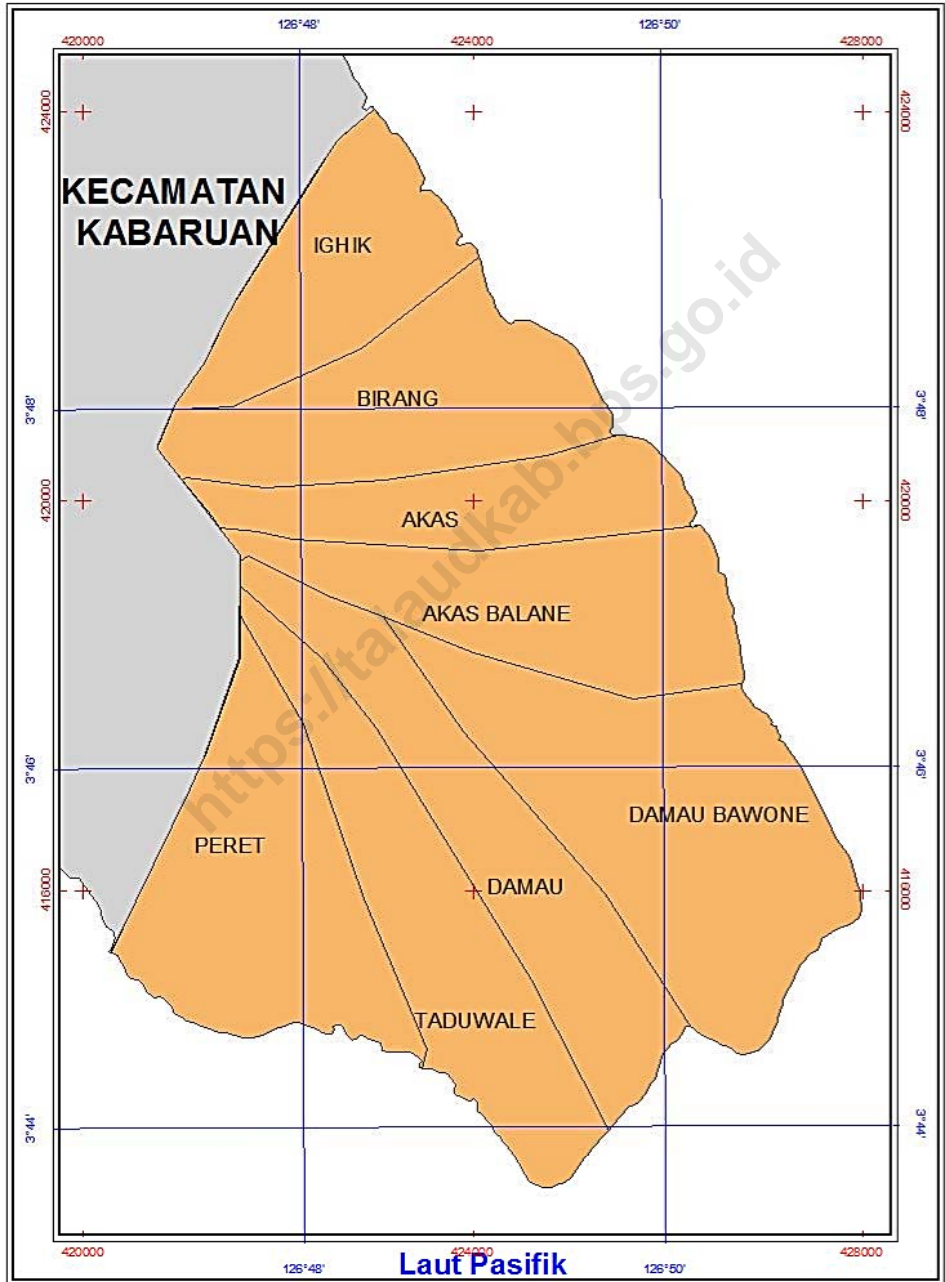 126°48'
126°50'
420000
424000
428000
424000
424000
KECAMATAN
KABARUAN
IGHIK
BIRANG
3°48'
3°48'
420000
420000
AKAS
AKAS BALANE
3°46'
3°46'
DAMAU BAWONE
PERET
DAMAU
416000
416000
TADUWALE
3°44'
3°44'
https://talaudkab.bps.go.id
420000
424000
428000
126°48'
126°50'
Laut Pasifik